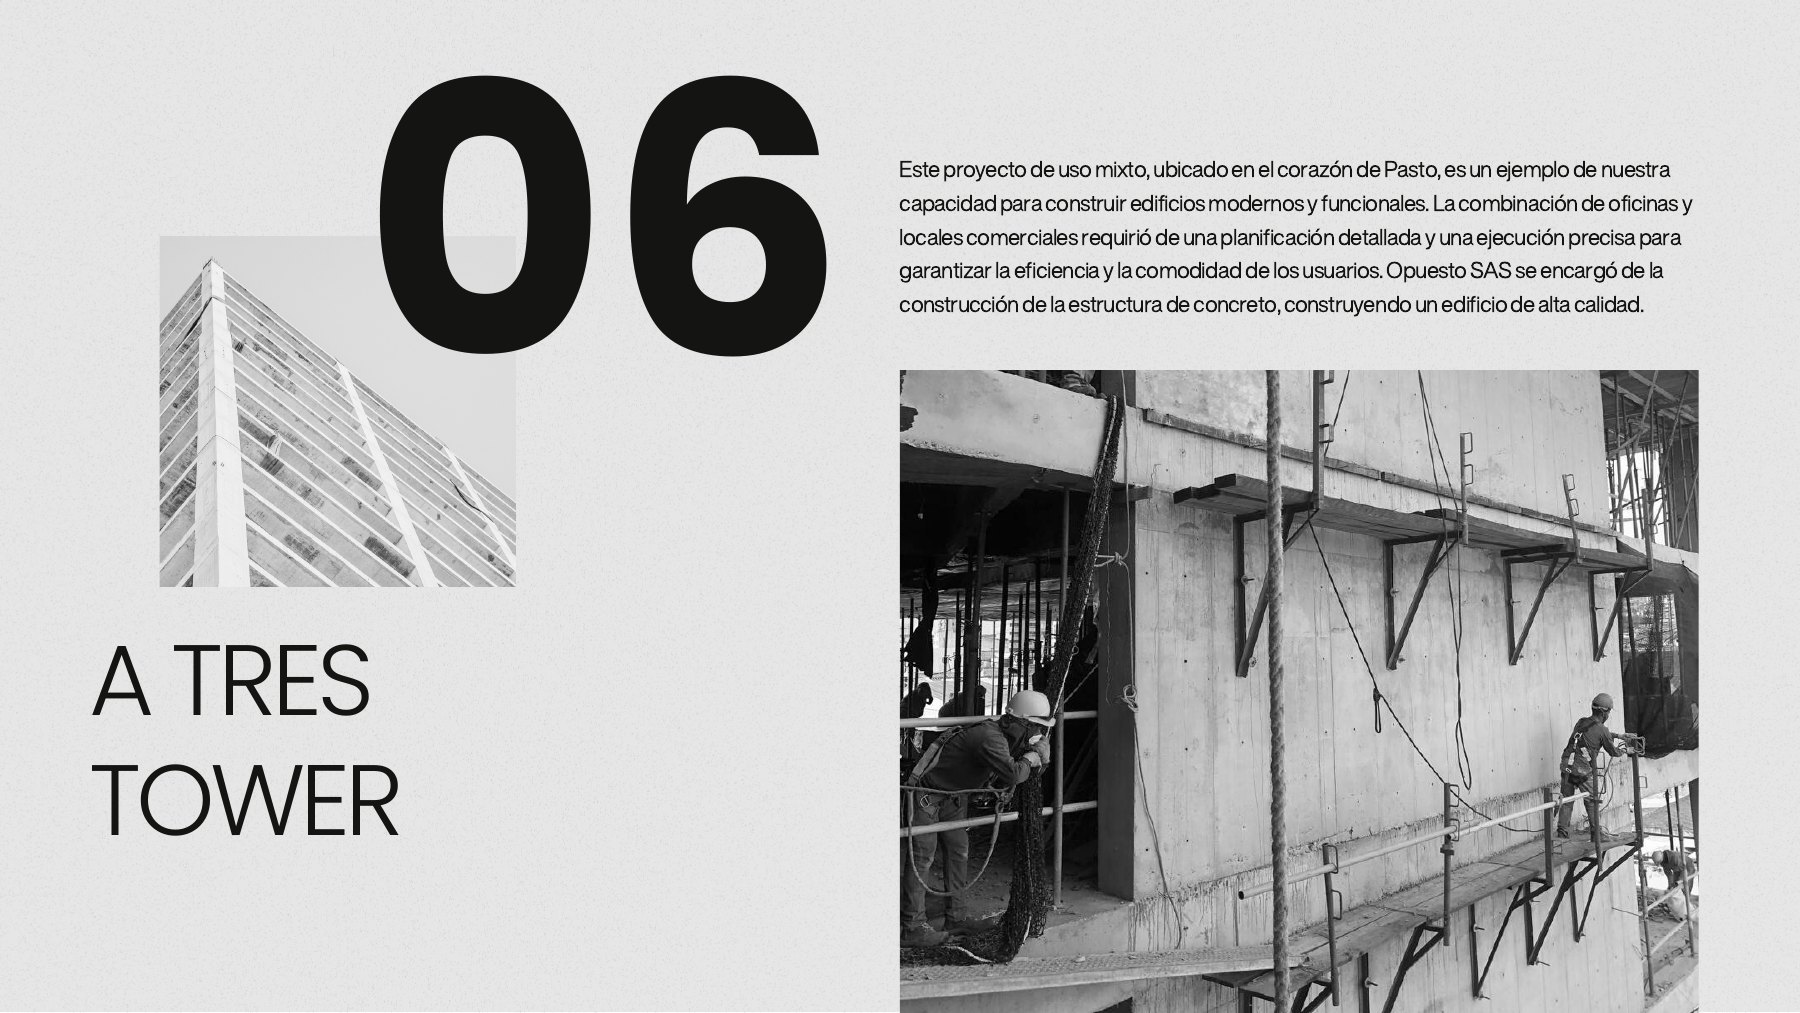 06
Este proyecto de uso mixto, ubicado en el corazón de Pasto, es un ejemplo de nuestra
capacidad para construir edificios modernos y funcionales. La combinación de oficinas y
locales comerciales requirió de una planificación detallada y una ejecución precisa para
garantizar la eficiencia y la comodidad de los usuarios. Opuesto SAS se encargó de la
construcción de la estructura de concreto, construyendo un edificio de alta calidad.
A TRES
TOWER